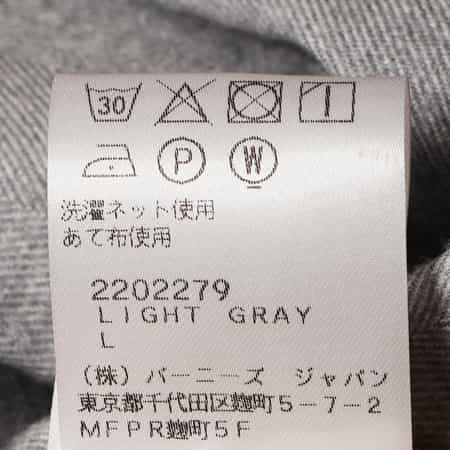 30
P W
洗濯ネット使用
あて布使用
2202279
LIGHT GRAY
L
(株) バーニーズ ジャパン
東京都千代田区麹町5-7-2
MFPR麹町5F